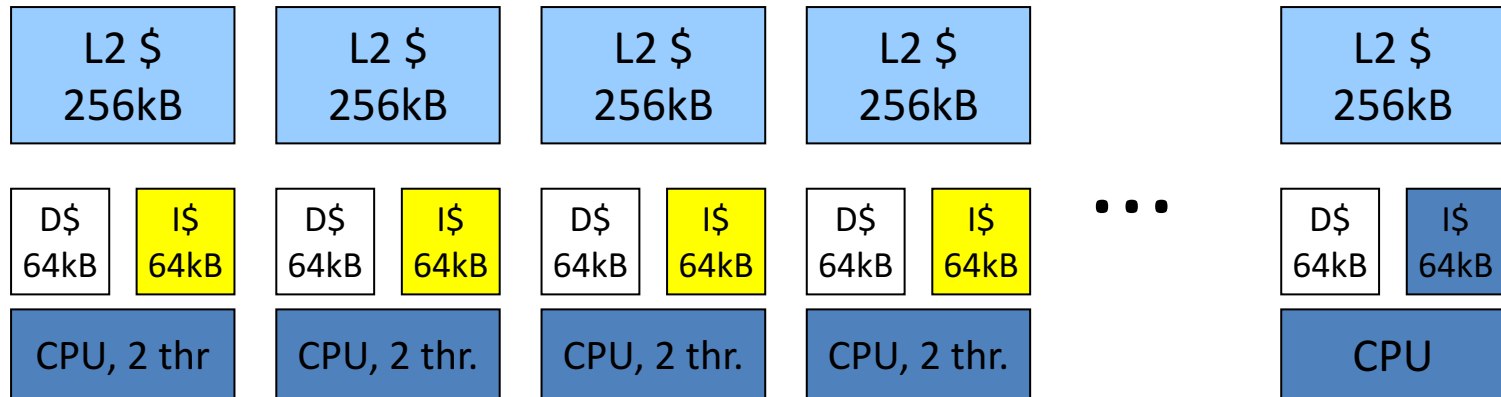 L2 $
256kB
L2 $
256kB
L2 $
256kB
L2 $
256kB
L2 $
256kB
D$
64kB
I$
64kB
D$
64kB
I$
64kB
D$
64kB
I$
64kB
D$
64kB
I$
64kB
...
D$
64kB
I$
64kB
CPU, 2 thr
CPU, 2 thr.
CPU, 2 thr.
CPU, 2 thr.
CPU